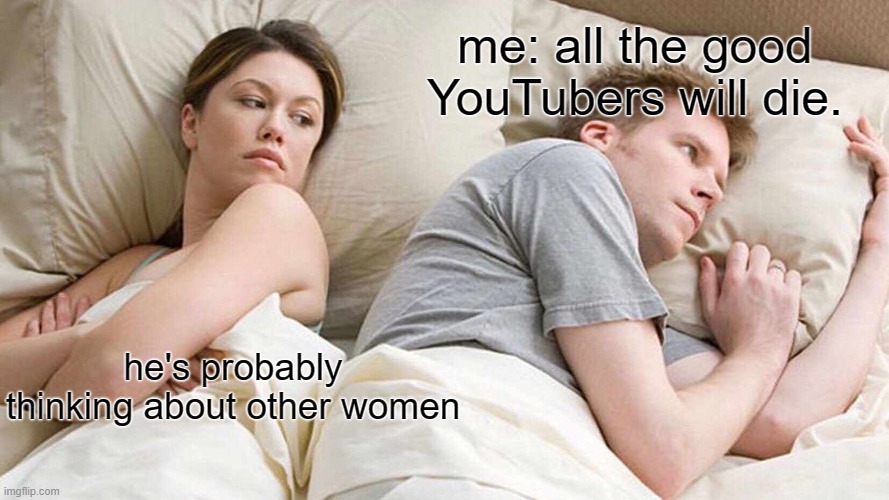 me: all the good
YouTubers will die.
he's probably
thinking about other women
imgflip.com